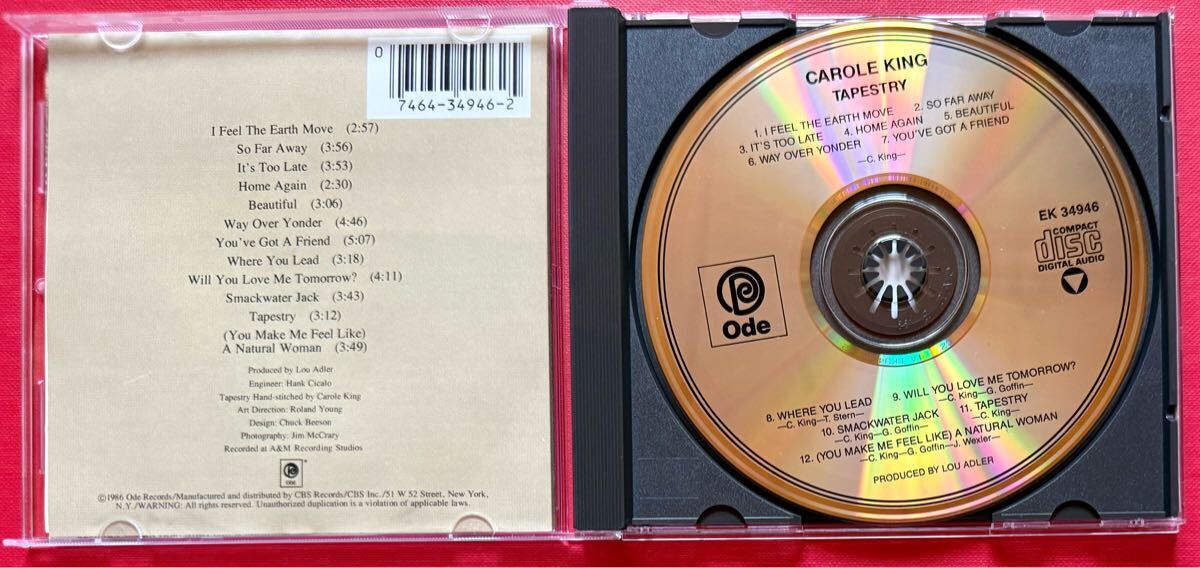 0
7464-34946-2
I Feel The Earth Move (2:57)
So Far Away (3:56)
It's Too Late (3:53)
Home Again (2:30)
Beautiful (3:06)
Way Over Yonder (4:46)
You've Got A Friend (5:07)
Where You Lead (3:18)
Will You Love Me Tomorrow? (4:11)
Smackwater Jack (3:43)
Tapestry (3:12)
(You Make Me Feel Like)
A Natural Woman (3:49)
Produced by Lou Adler
Engineer: Hank Cicalo
Tapestry Hand-stitched by Carole King
Art Direction: Roland Young
Design: Chuck Beeson
Photography: Jim McCrary
Recorded at A&M Recording Studios
ODE
©1986 Ode Records/Manufactured and distributed by CBS Records/CBS Inc./51 W 52 Street, New York,
N.Y./WARNING: All rights reserved. Unauthorized duplication is a violation of applicable laws.
CAROLE KING
TAPESTRY
1. I FEEL THE EARTH MOVE 2. SO FAR AWAY
3. IT'S TOO LATE 4. HOME AGAIN 5. BEAUTIFUL
6. WAY OVER YONDER 7. YOU'VE GOT A FRIEND
—C. King—
EK 34946
COMPACT
disc
DIGITAL AUDIO
Ode
8. WHERE YOU LEAD 9. WILL YOU LOVE ME TOMORROW?
—C. King—T. Stern— —C. King—G. Goffin—
10. SMACKWATER JACK 11. TAPESTRY
—C. King—G. Goffin— —C. King—
12. (YOU MAKE ME FEEL LIKE) A NATURAL WOMAN
—C. King—G. Goffin—J. Wexler—
PRODUCED BY LOU ADLER